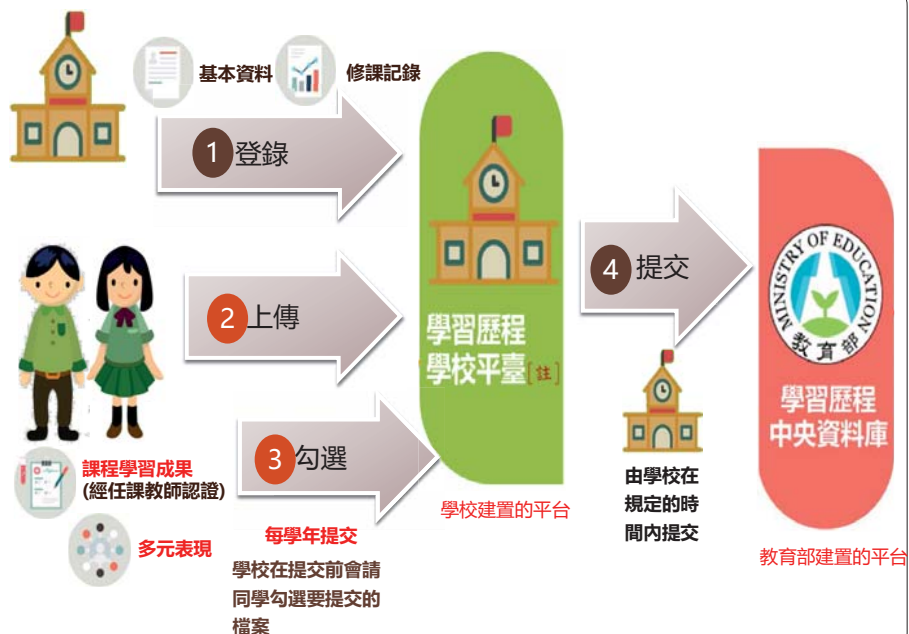 基本資料
修課記錄
1 登錄
2 上傳
課程學習成果
(經任課教師認證)
多元表現
3 勾選
每學年提交
學校在提交前會請
同學勾選要提交的
檔案
學習歷程
學校平臺[註]
學校建置的平台
4 提交
由學校在
規定的時
間内提交
MINISTRY OF EDUCATION
教育部
學習歷程
中央資料庫
教育部建置的平台